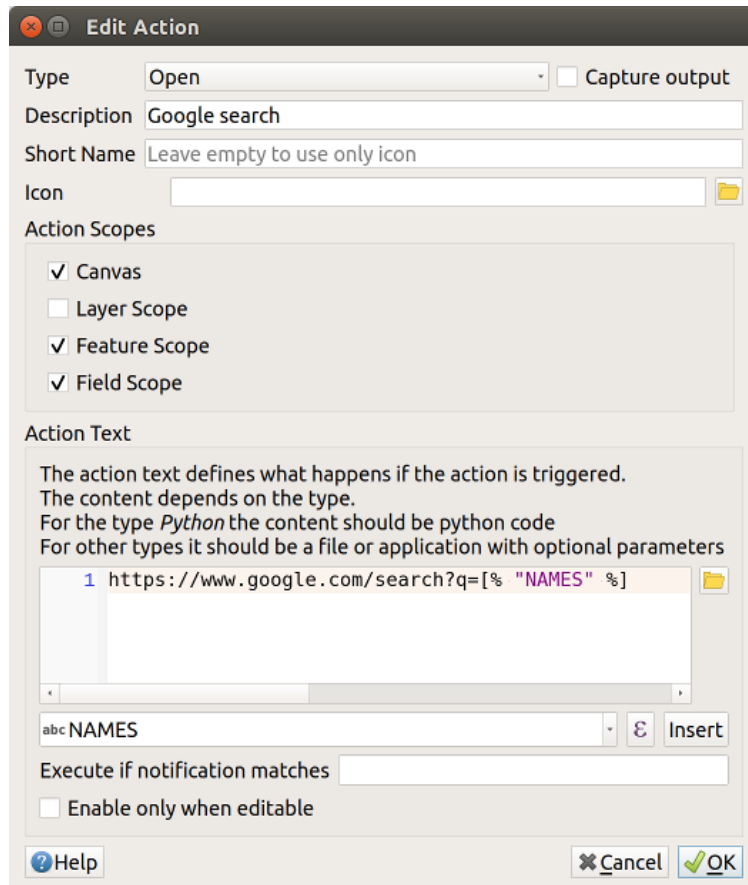 Edit Action
Type Open Capture output
Description Google search
Short Name Leave empty to use only icon
Icon
Action Scopes
Canvas
Layer Scope
Feature Scope
Field Scope
Action Text
The action text defines what happens if the action is triggered.
The content depends on the type.
For the type Python the content should be python code
For other types it should be a file or application with optional parameters
1 https://www.google.com/search?q=[% "NAMES" %]
abc NAMES ε Insert
Execute if notification matches
Enable only when editable
Help Cancel OK